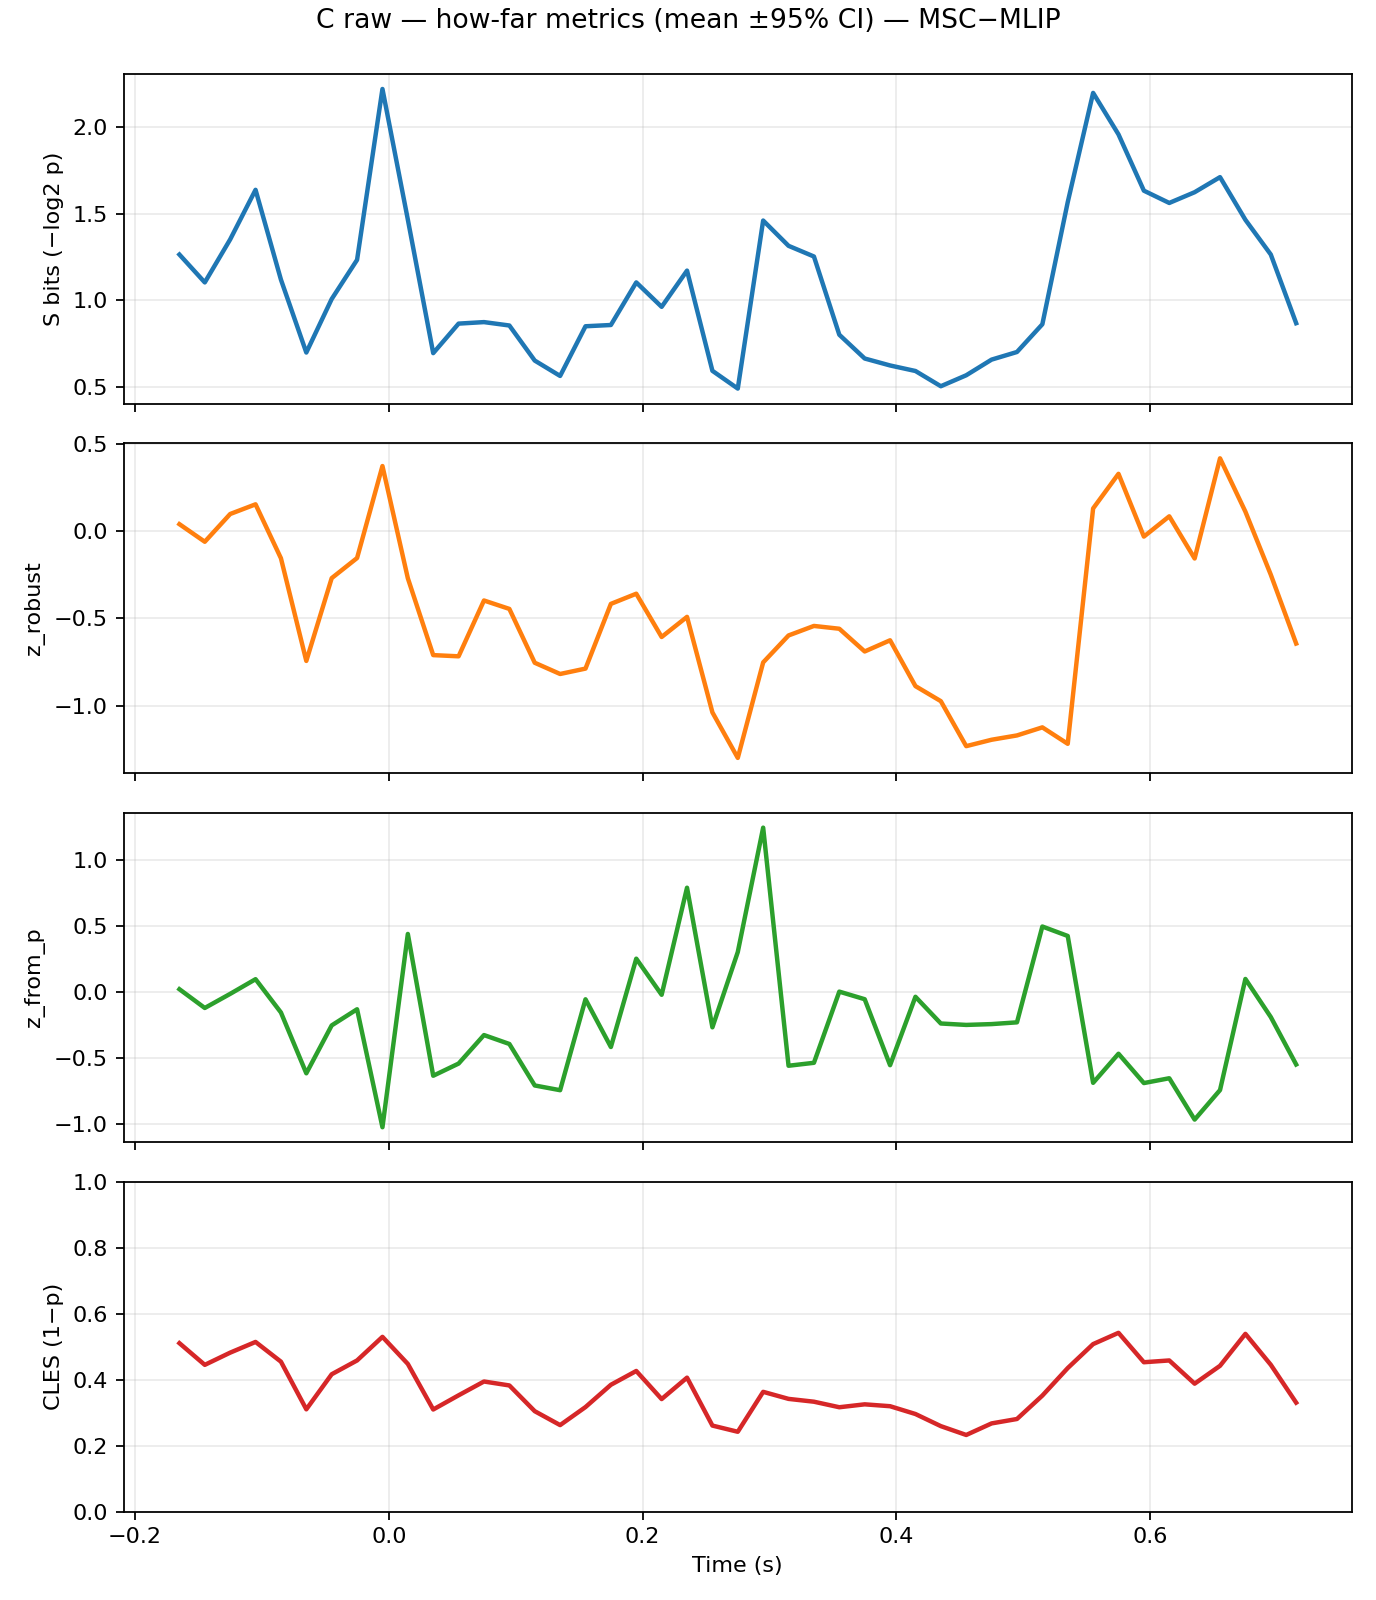 C raw — how-far metrics (mean ±95% CI) — MSC−MLIP
S bits (−log2 p)
2.0
1.5
1.0
0.5
z_robust
0.5
0.0
−0.5
−1.0
z_from_p
1.0
0.5
0.0
−0.5
−1.0
CLES (1−p)
1.0
0.8
0.6
0.4
0.2
0.0
−0.2 0.0 0.2 0.4 0.6
Time (s)